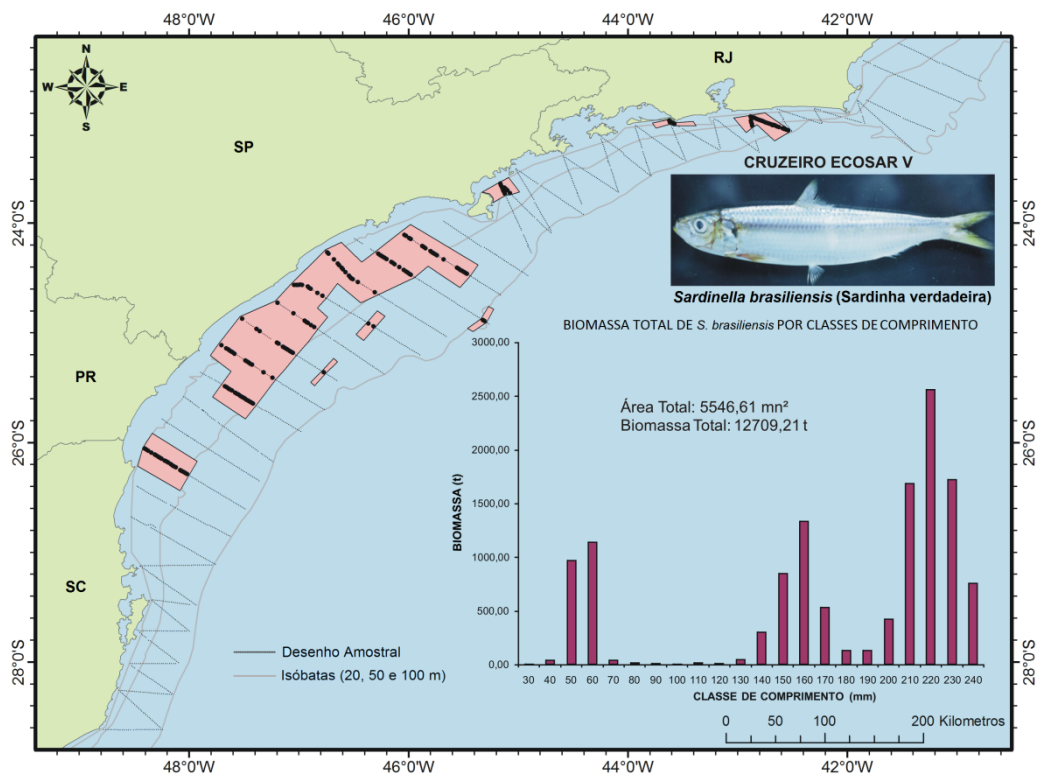 48°0'W 46°0'W 44°0'W 42°0'W
N
W E
S
RJ
SP
CRUZEIRO ECOSAR V
24°0'S 24°0'S
Sardinella brasiliensis (Sardinha verdadeira)
BIOMASSA TOTAL DE S. brasiliensis POR CLASSES DE COMPRIMENTO
3000,00
PR
2500,00
Área Total: 5546,61 mn²
Biomassa Total: 12709,21 t
26°0'S 26°0'S
2000,00
BIOMASSA (t)
1500,00
1000,00
SC
500,00
Desenho Amostral
0,00
Isóbatas (20, 50 e 100 m)
28°0'S 28°0'S
30 40 50 60 70 80 90 100 110 120 130 140 150 160 170 180 190 200 210 220 230 240
CLASSE DE COMPRIMENTO (mm)
0 50 100 200 Kilometros
48°0'W 46°0'W 44°0'W 42°0'W